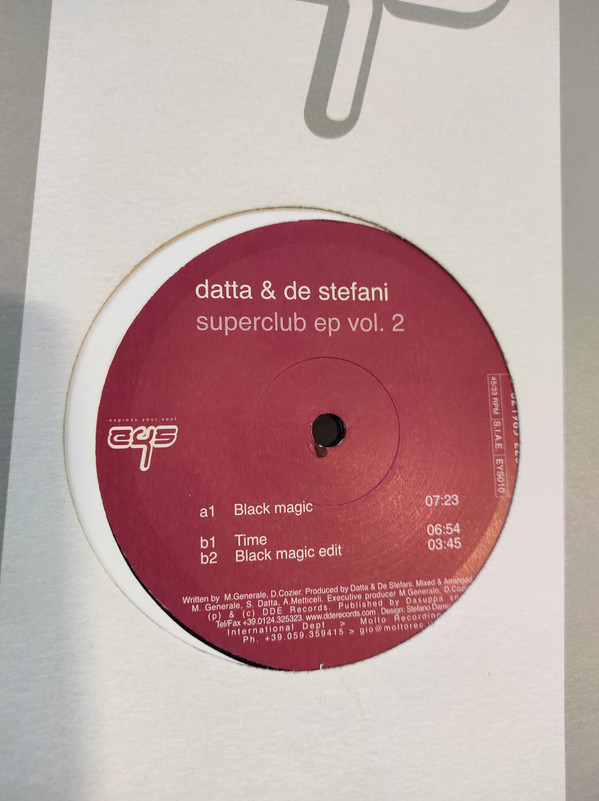 datta & de stefani
superclub ep vol. 2
express your soul
eys
45/33 RPM
S.I.A.E.
EYS010
a1 Black magic 07:23
b1 Time 06:54
b2 Black magic edit 03:45
Written by M.Generale, D.Cozier. Produced by Datta & De Stefani. Mixed & Arranged
M. Generale, S. Datta, A.Metticeli. Executive producer M.Generale, D.Coz
(p) & (c) DDE Records. Published by Dasuppa
Tel/Fax +39.0124.325323. www.dderecords.com. Design: Stefano
International Dept > Molto Recording
Ph. +39.059.359415 > gio@moltorec.